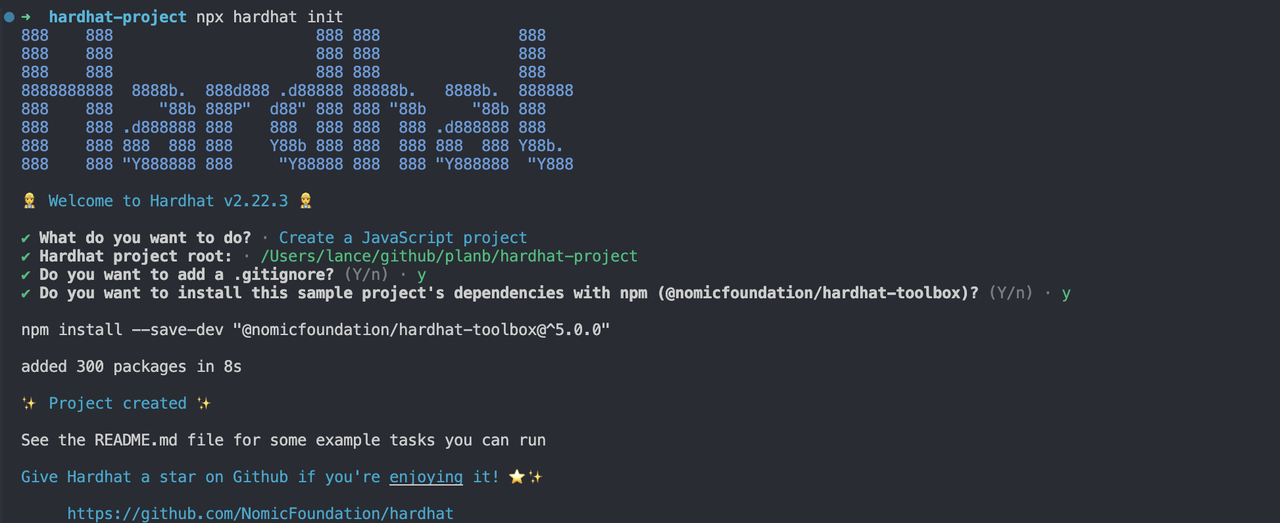 ➜  hardhat-project npx hardhat init
888    888                      888 888               888
888    888                      888 888               888
888    888                      888 888               888
8888888888  8888b.  888d888 .d88888 88888b.   8888b.  888888
888    888     "88b 888P"  d88" 888 888 "88b     "88b 888
888    888 .d888888 888    888  888 888  888 .d888888 888
888    888 888  888 888    Y88b 888 888  888 888  888 Y88b.
888    888 "Y888888 888     "Y88888 888  888 "Y888888  "Y888
👷 Welcome to Hardhat v2.22.3 👷
✔ What do you want to do? · Create a JavaScript project
✔ Hardhat project root: · /Users/lance/github/planb/hardhat-project
✔ Do you want to add a .gitignore? (Y/n) · y
✔ Do you want to install this sample project's dependencies with npm (@nomicfoundation/hardhat-toolbox)? (Y/n) · y
npm install --save-dev "@nomicfoundation/hardhat-toolbox@^5.0.0"
added 300 packages in 8s
✨ Project created ✨
See the README.md file for some example tasks you can run
Give Hardhat a star on Github if you're enjoying it! ⭐️✨
https://github.com/NomicFoundation/hardhat